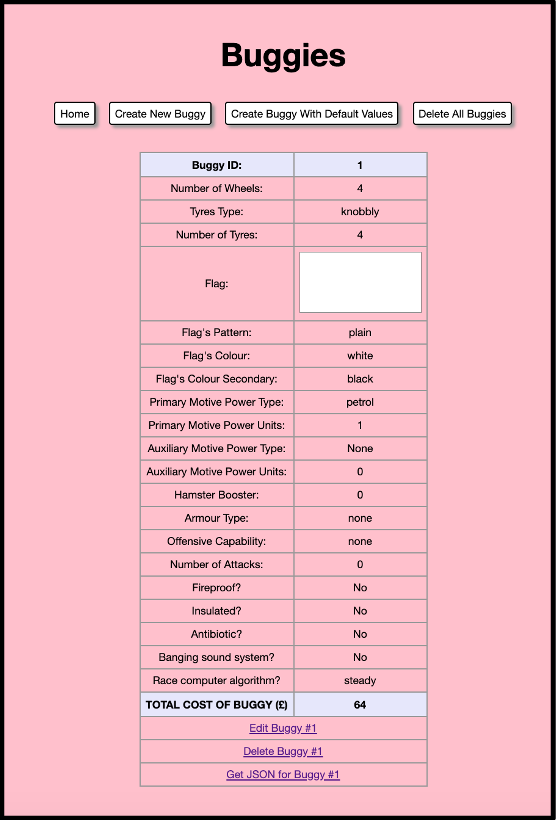 Buggies
Home Create New Buggy Create Buggy With Default Values Delete All Buggies
Buggy ID: 1
Number of Wheels: 4
Tyres Type: knobbly
Number of Tyres: 4
Flag:
Flag's Pattern: plain
Flag's Colour: white
Flag's Colour Secondary: black
Primary Motive Power Type: petrol
Primary Motive Power Units: 1
Auxiliary Motive Power Type: None
Auxiliary Motive Power Units: 0
Hamster Booster: 0
Armour Type: none
Offensive Capability: none
Number of Attacks: 0
Fireproof? No
Insulated? No
Antibiotic? No
Banging sound system? No
Race computer algorithm? steady
TOTAL COST OF BUGGY (£) 64
Edit Buggy #1
Delete Buggy #1
Get JSON for Buggy #1